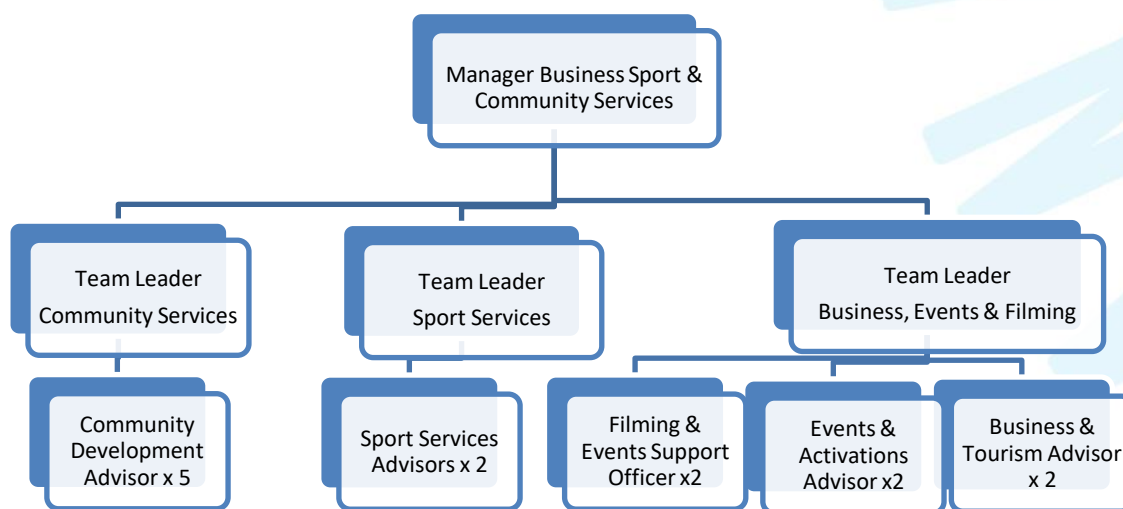 Manager Business Sport &
Community Services
Team Leader
Community Services
Team Leader
Sport Services
Team Leader
Business, Events & Filming
Community
Development
Advisor x 5
Sport Services
Advisors x 2
Filming &
Events Support
Officer x2
Events &
Activations
Advisor x2
Business &
Tourism Advisor
x 2